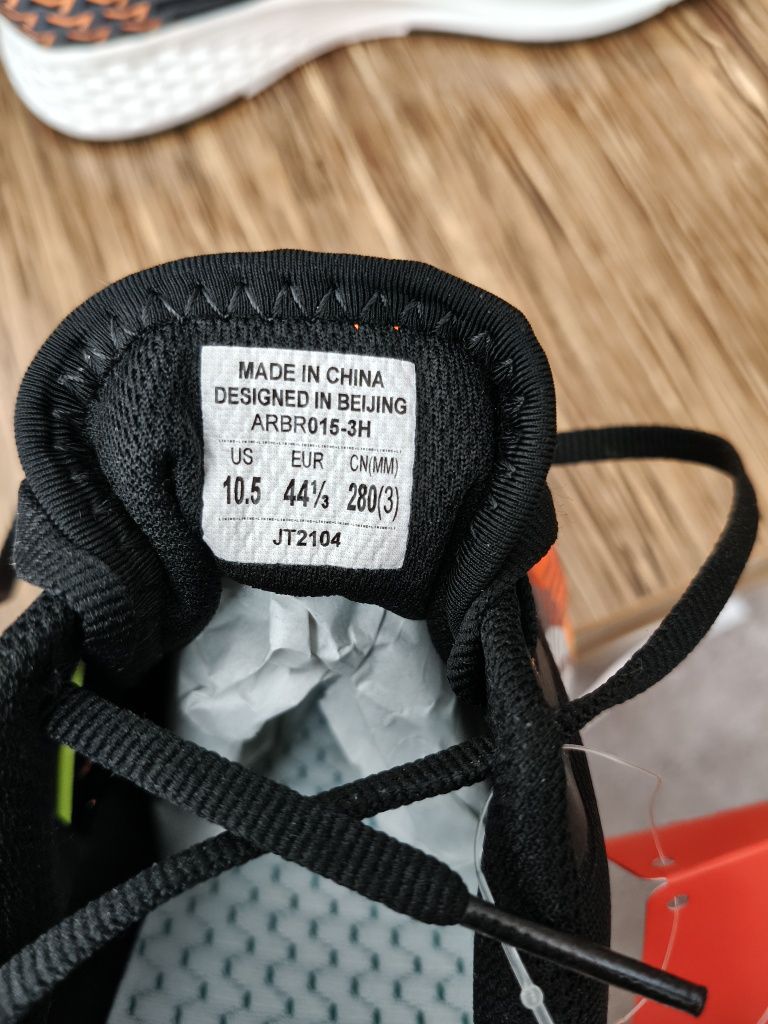 MADE IN CHINA
DESIGNED IN BEIJING
ARBR015-3H
US EUR CN(MM)
10.5 44⅓ 280(3)
JT2104